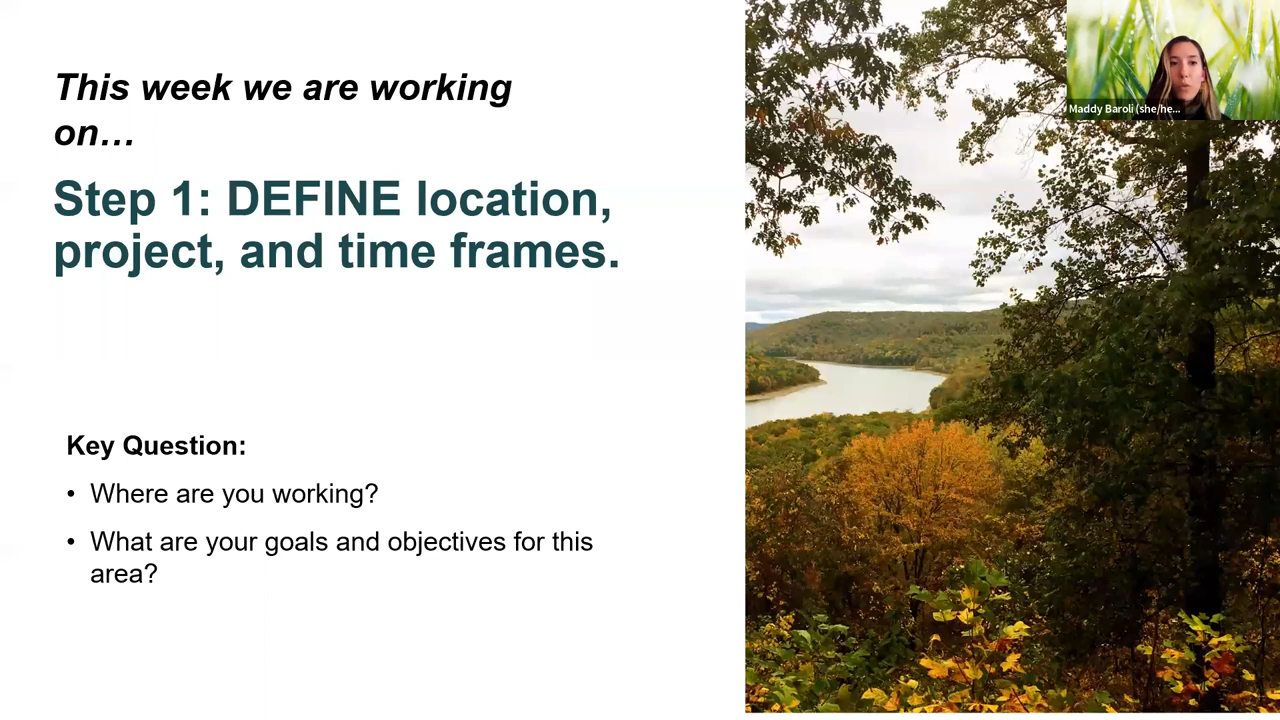 This week we are working
on…
Step 1: DEFINE location,
project, and time frames.
Key Question:
• Where are you working?
• What are your goals and objectives for this
area?
Maddy Baroli (she/he...